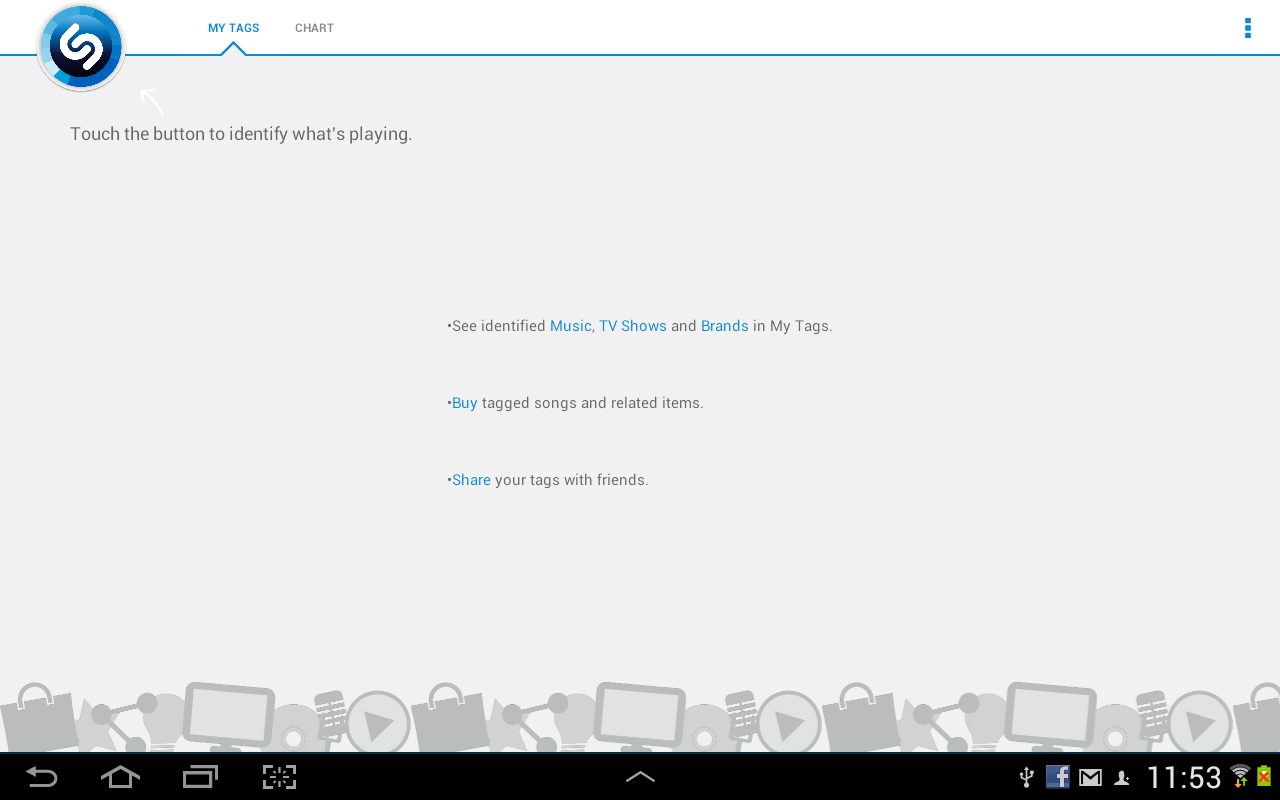 MY TAGS
CHART
Touch the button to identify what's playing.
•See identified Music, TV Shows and Brands in My Tags.
•Buy tagged songs and related items.
•Share your tags with friends.
11:53